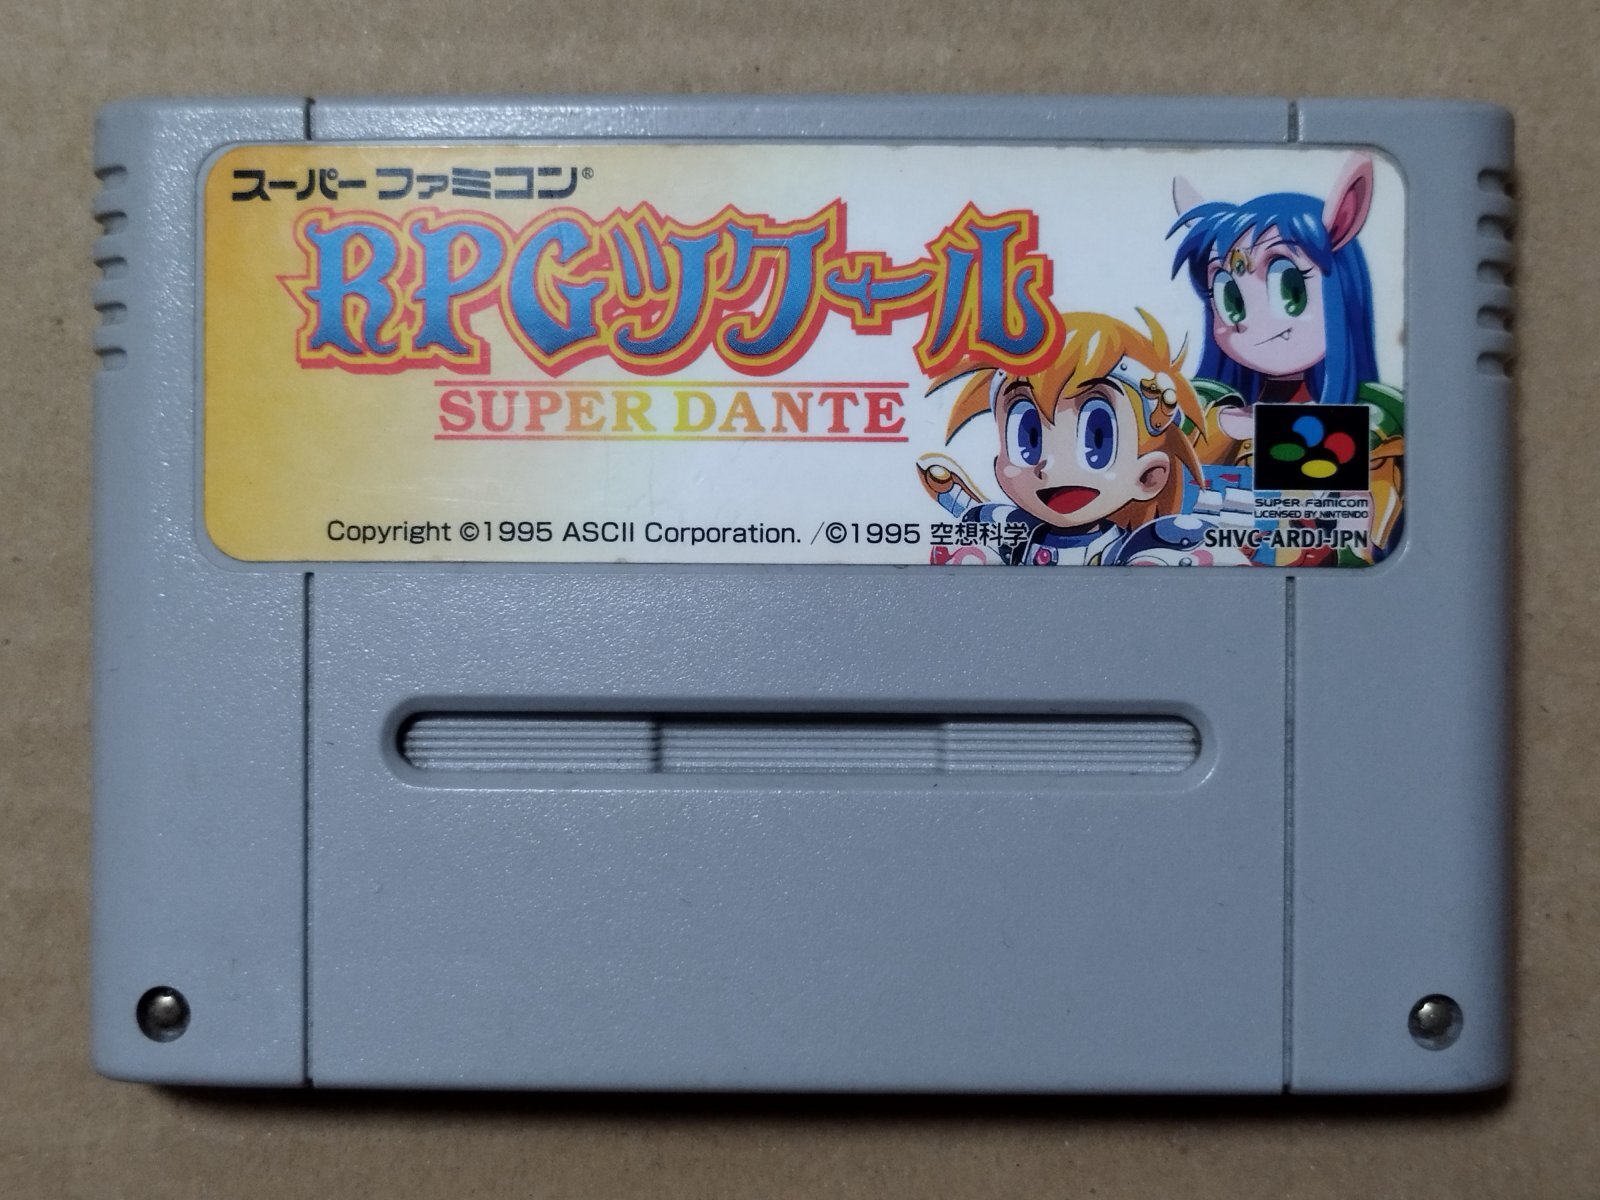 スーパーファミコン®
RPGツクール
SUPER DANTE
SUPER FAMICOM
LICENSED BY NINTENDO
Copyright ©1995 ASCII Corporation. /©1995 空想科学
SHVC-ARDJ-JPN